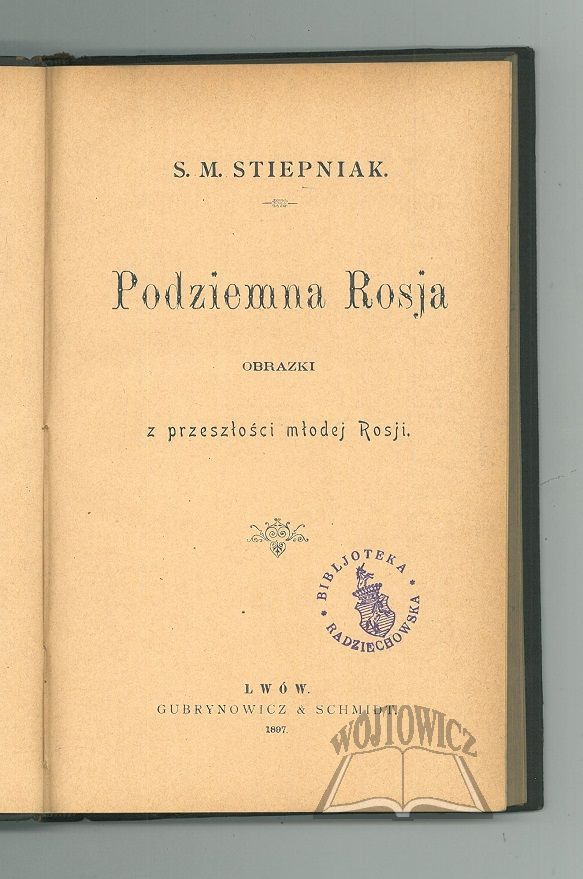 S. M. STIEPNIAK.
Podziemna Rosja
OBRAZKI
z przeszłości młodej Rosji.
* BIBLJOTEKA *
RADZIECHOWSKA
LWÓW.
GUBRYNOWICZ & SCHMIDT.
1897.
WÓJTOWICZ